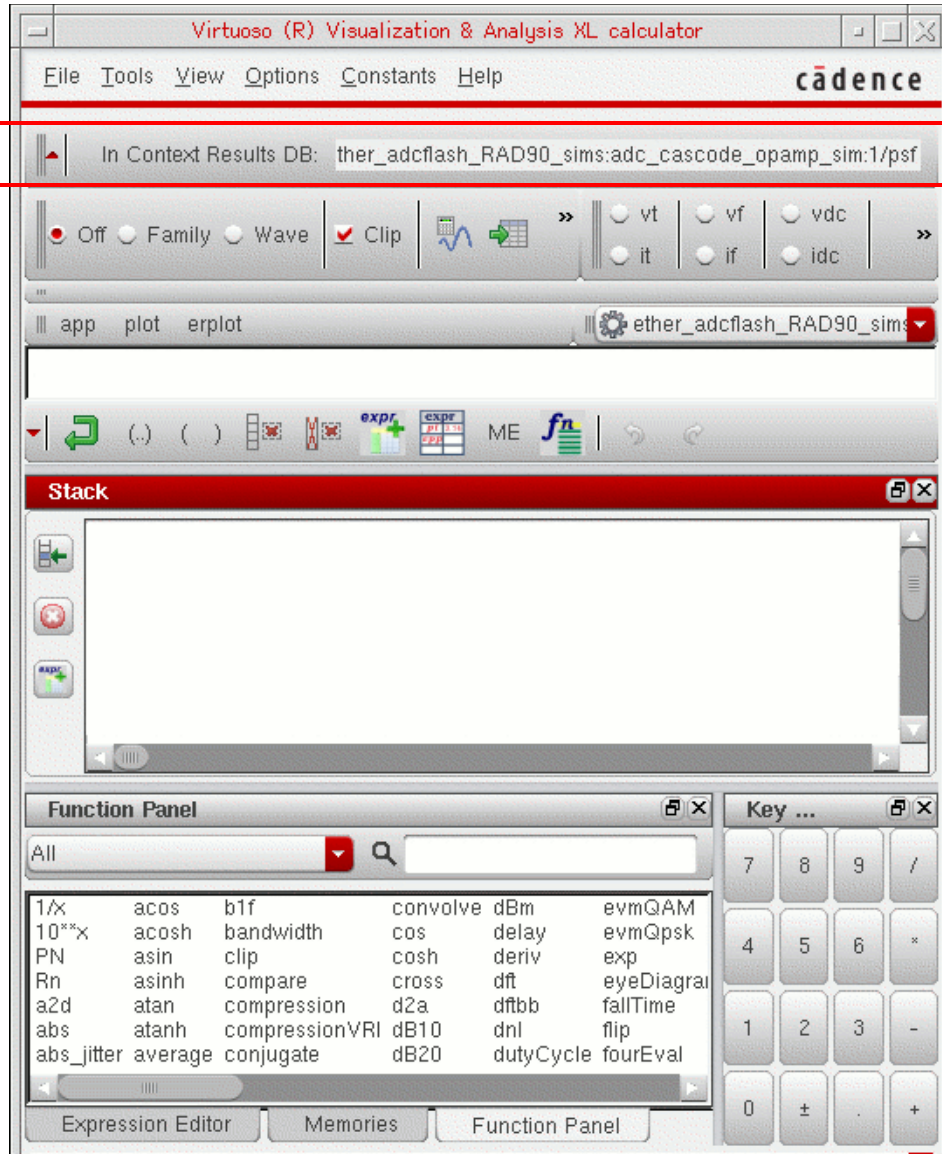 Virtuoso (R) Visualization & Analysis XL calculator
File Tools View Options Constants Help cādence
In Context Results DB: ther_adcflash_RAD90_sims:adc_cascode_opamp_sim:1/psf
Off Family Wave Clip » vt vf vdc »
it if idc
app plot erplot ether_adcflash_RAD90_sims
(..) ( ) expr expr ME fn
Stack
expr
Function Panel Key ...
All
7 8 9 /
1/x acos b1f convolve dBm evmQAM
10**x acosh bandwidth cos delay evmQpsk
PN asin clip cosh deriv exp
4 5 6 *
Rn asinh compare cross dft eyeDiagra
a2d atan compression d2a dftbb fallTime
abs atanh compressionVRI dB10 dnl flip
1 2 3 -
abs_jitter average conjugate dB20 dutyCycle fourEval
0 ± . +
Expression Editor Memories Function Panel